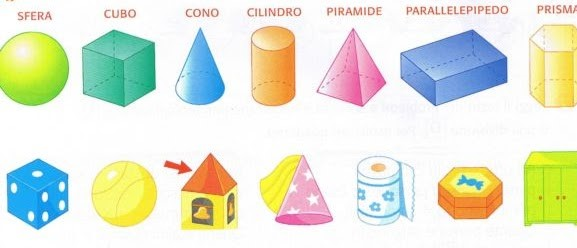 SFERA CUBO CONO CILINDRO PIRAMIDE PARALLELEPIPEDO PRISMA